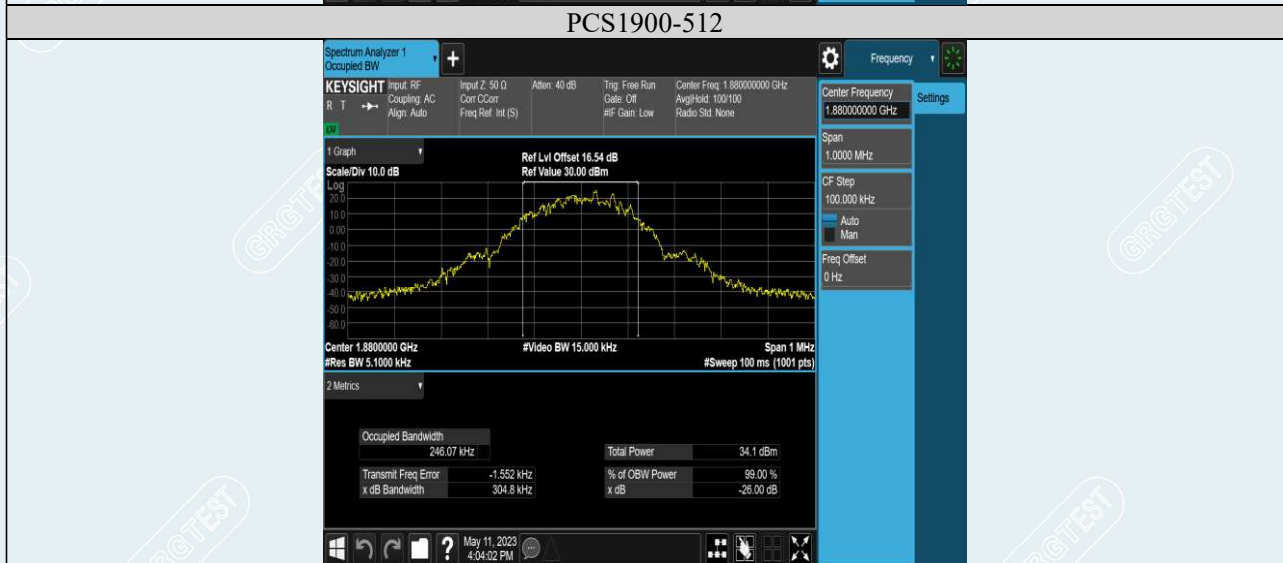 PCS1900-512
Spectrum Analyzer 1
Occupied BW
+
Frequency
KEYSIGHT
R T
LXI
Input: RF
Coupling: AC
Align: Auto
Input Z: 50 Ω
Corr CCorr
Freq Ref: Int (S)
Atten: 40 dB
Trig: Free Run
Gate: Off
#IF Gain: Low
Center Freq: 1.880000000 GHz
Avg|Hold: 100/100
Radio Std: None
Center Frequency
1.880000000 GHz
Settings
Span
1.0000 MHz
CF Step
100.000 kHz
Auto
Man
Freq Offset
0 Hz
1 Graph
Scale/Div 10.0 dB
Ref Lvl Offset 16.54 dB
Ref Value 30.00 dBm
Log
20.0
10.0
0.00
-10.0
-20.0
-30.0
-40.0
-50.0
-60.0
Center 1.8800000 GHz
#Res BW 5.1000 kHz
#Video BW 15.000 kHz
Span 1 MHz
#Sweep 100 ms (1001 pts)
2 Metrics
Occupied Bandwidth
246.07 kHz
Total Power 34.1 dBm
Transmit Freq Error -1.552 kHz
% of OBW Power 99.00 %
x dB Bandwidth 304.8 kHz
x dB -26.00 dB
?
May 11, 2023
4:04:02 PM
GRGTEST
GRGTEST
GRGTEST
GRGTEST